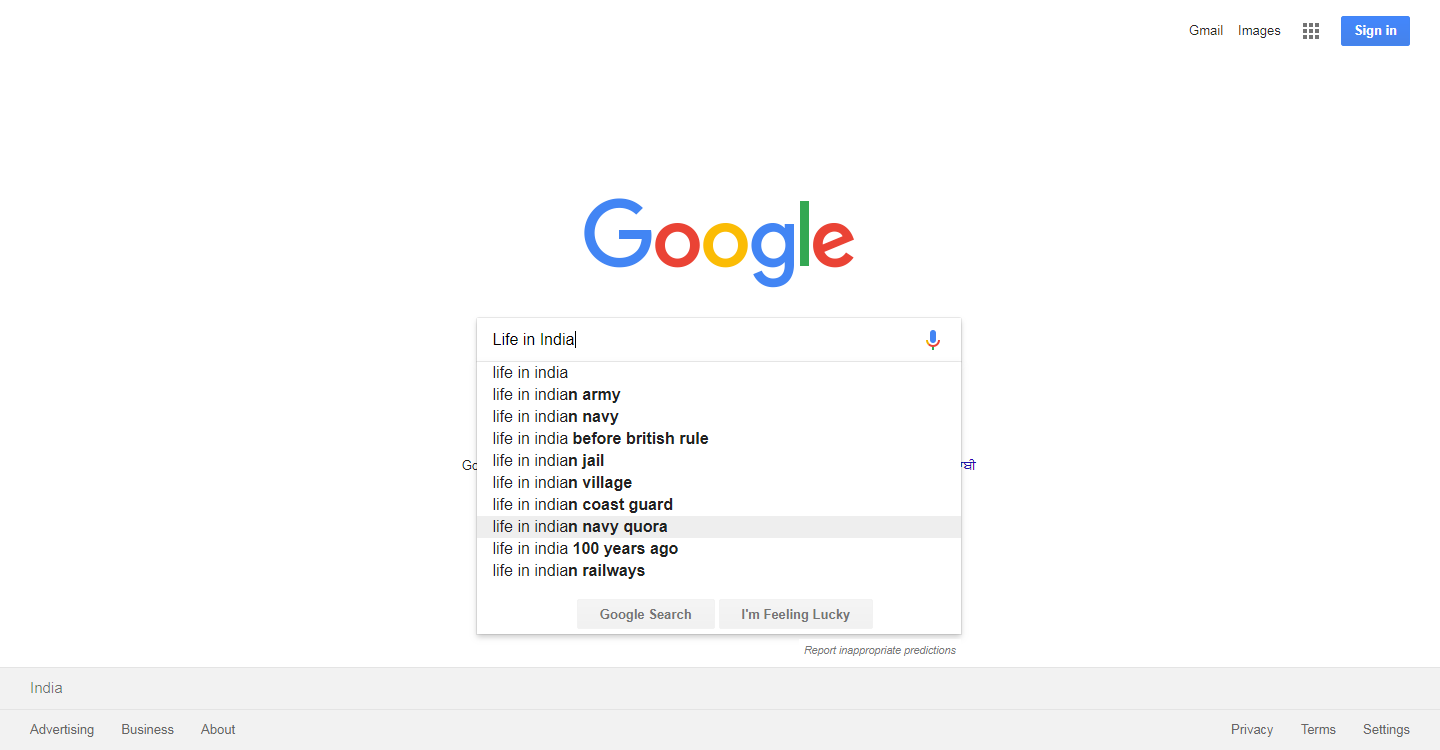 Gmail Images Sign in
Google
Life in India
life in india
life in indian army
life in indian navy
life in india before british rule
life in indian jail
life in indian village
life in indian coast guard
life in indian navy quora
life in india 100 years ago
life in indian railways
Google Search I'm Feeling Lucky
Report inappropriate predictions
India
Advertising Business About Privacy Terms Settings